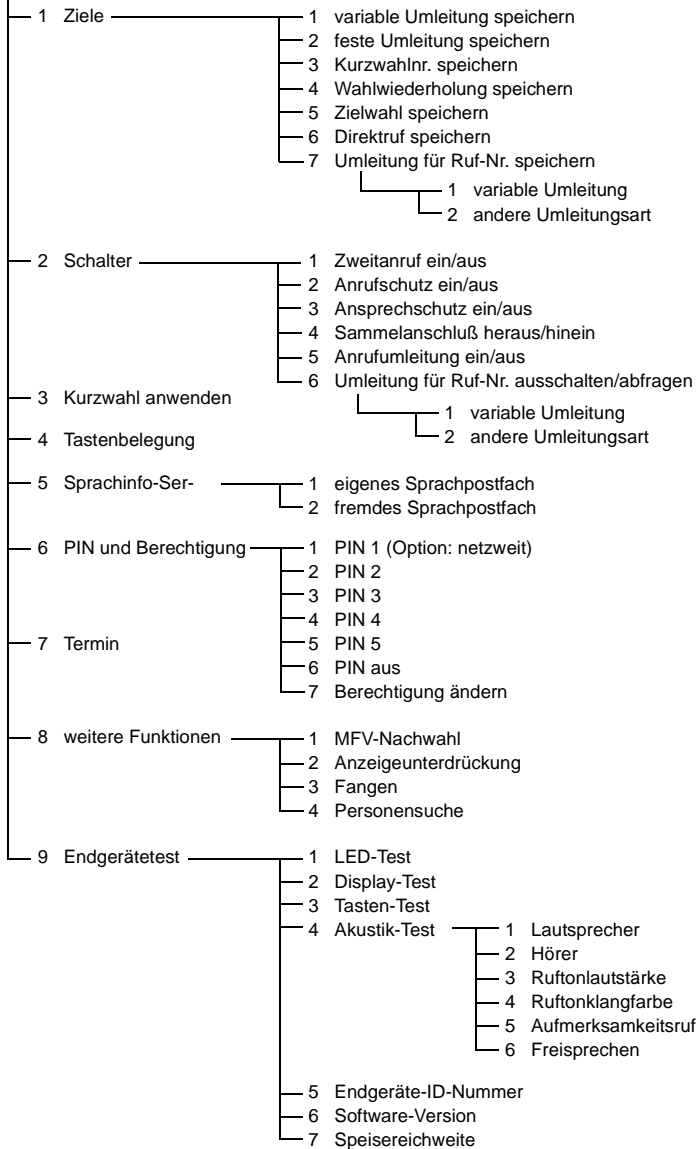 1 Ziele
1 variable Umleitung speichern
2 feste Umleitung speichern
3 Kurzwahlnr. speichern
4 Wahlwiederholung speichern
5 Zielwahl speichern
6 Direktruf speichern
7 Umleitung für Ruf-Nr. speichern
1 variable Umleitung
2 andere Umleitungsart
2 Schalter
1 Zweitanruf ein/aus
2 Anrufschutz ein/aus
3 Ansprechschutz ein/aus
4 Sammelanschluß heraus/hinein
5 Anrufumleitung ein/aus
6 Umleitung für Ruf-Nr. ausschalten/abfragen
1 variable Umleitung
2 andere Umleitungsart
3 Kurzwahl anwenden
4 Tastenbelegung
5 Sprachinfo-Ser-
1 eigenes Sprachpostfach
2 fremdes Sprachpostfach
6 PIN und Berechtigung
1 PIN 1 (Option: netzweit)
2 PIN 2
3 PIN 3
4 PIN 4
5 PIN 5
6 PIN aus
7 Berechtigung ändern
7 Termin
8 weitere Funktionen
1 MFV-Nachwahl
2 Anzeigeunterdrückung
3 Fangen
4 Personensuche
9 Endgerätetest
1 LED-Test
2 Display-Test
3 Tasten-Test
4 Akustik-Test
1 Lautsprecher
2 Hörer
3 Ruftonlautstärke
4 Ruftonklangfarbe
5 Aufmerksamkeitsruf
6 Freisprechen
5 Endgeräte-ID-Nummer
6 Software-Version
7 Speisereichweite